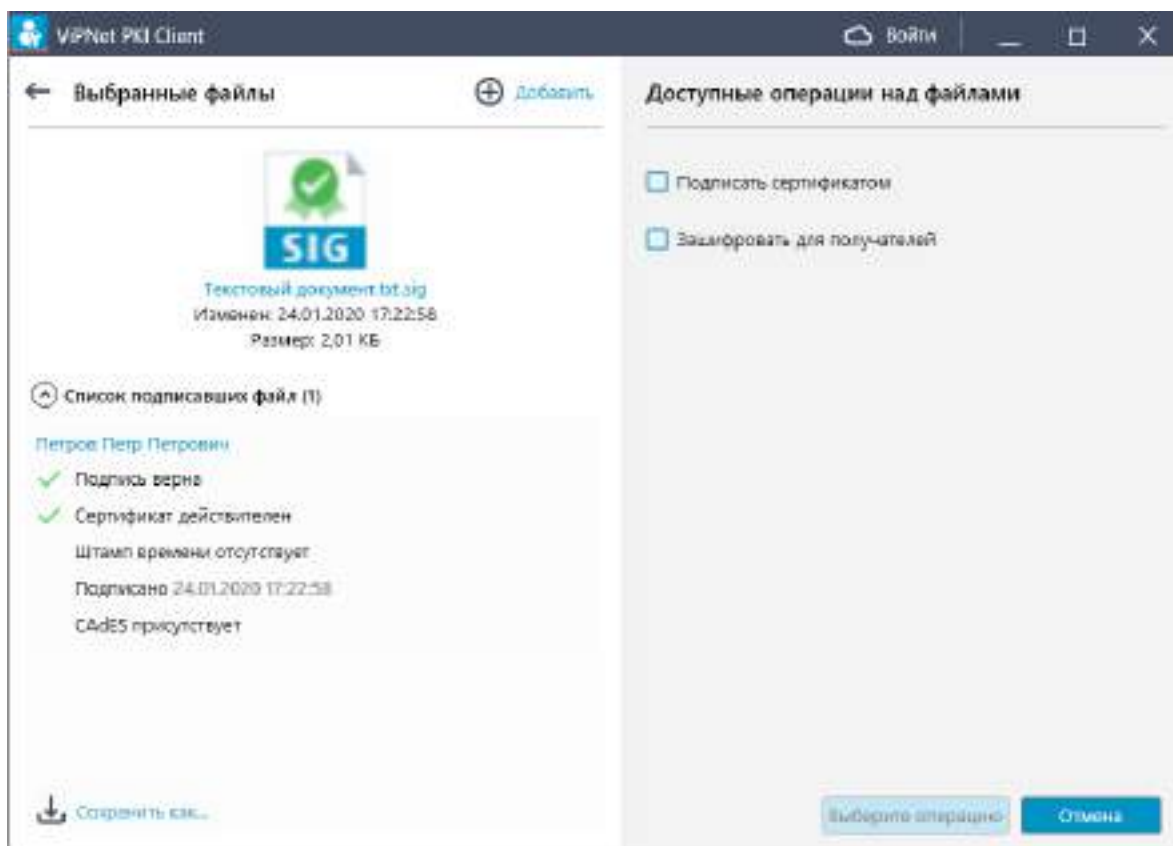 ViPNet PKI Client
Войти
Выбранные файлы
Добавить
SIG
Текстовый документ.txt.sig
Изменен: 24.01.2020 17:22:58
Размер: 2,01 КБ
Список подписавших файл (1)
Петров Петр Петрович
Подпись верна
Сертификат действителен
Штамп времени отсутствует
Подписано 24.01.2020 17:22:58
CAdES присутствует
Сохранить как...
Доступные операции над файлами
Подписать сертификатом
Зашифровать для получателей
Выберите операцию
Отмена